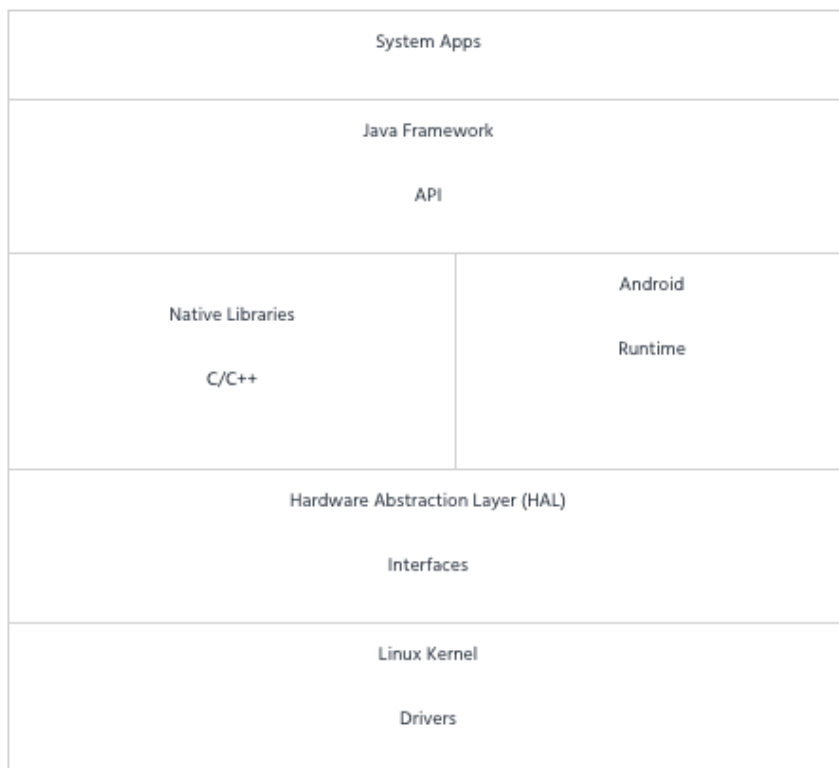 System Apps
Java Framework
API
Native Libraries
C/C++
Android
Runtime
Hardware Abstraction Layer (HAL)
Interfaces
Linux Kernel
Drivers